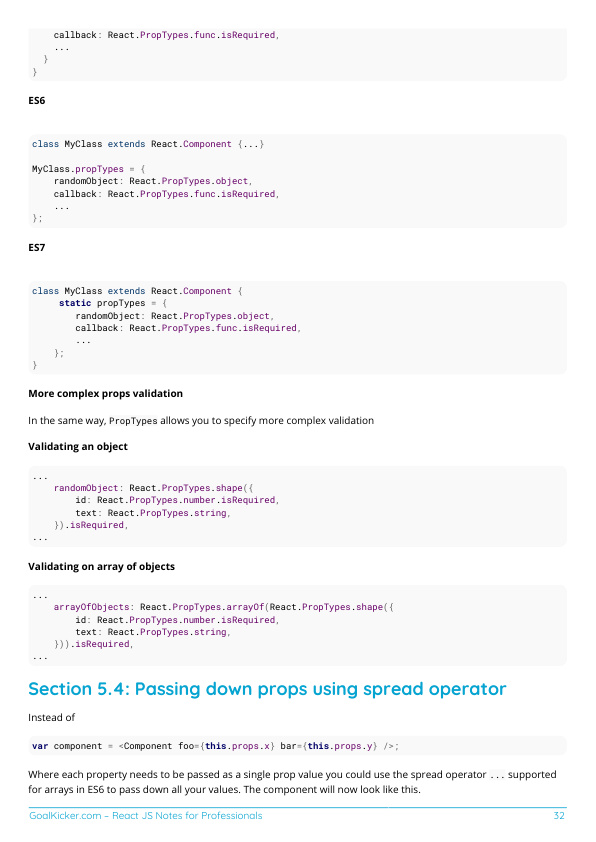 callback: React.PropTypes.func.isRequired,
    ...
  }
}
ES6
class MyClass extends React.Component {...}
MyClass.propTypes = {
    randomObject: React.PropTypes.object,
    callback: React.PropTypes.func.isRequired,
    ...
};
ES7
class MyClass extends React.Component {
     static propTypes = {
        randomObject: React.PropTypes.object,
        callback: React.PropTypes.func.isRequired,
        ...
    };
}
More complex props validation
In the same way, PropTypes allows you to specify more complex validation
Validating an object
...
    randomObject: React.PropTypes.shape({
        id: React.PropTypes.number.isRequired,
        text: React.PropTypes.string,
    }).isRequired,
...
Validating on array of objects
...
    arrayOfObjects: React.PropTypes.arrayOf(React.PropTypes.shape({
        id: React.PropTypes.number.isRequired,
        text: React.PropTypes.string,
    })).isRequired,
...
Section 5.4: Passing down props using spread operator
Instead of
var component = <Component foo={this.props.x} bar={this.props.y} />;
Where each property needs to be passed as a single prop value you could use the spread operator ... supported
for arrays in ES6 to pass down all your values. The component will now look like this.
GoalKicker.com – React JS Notes for Professionals 32